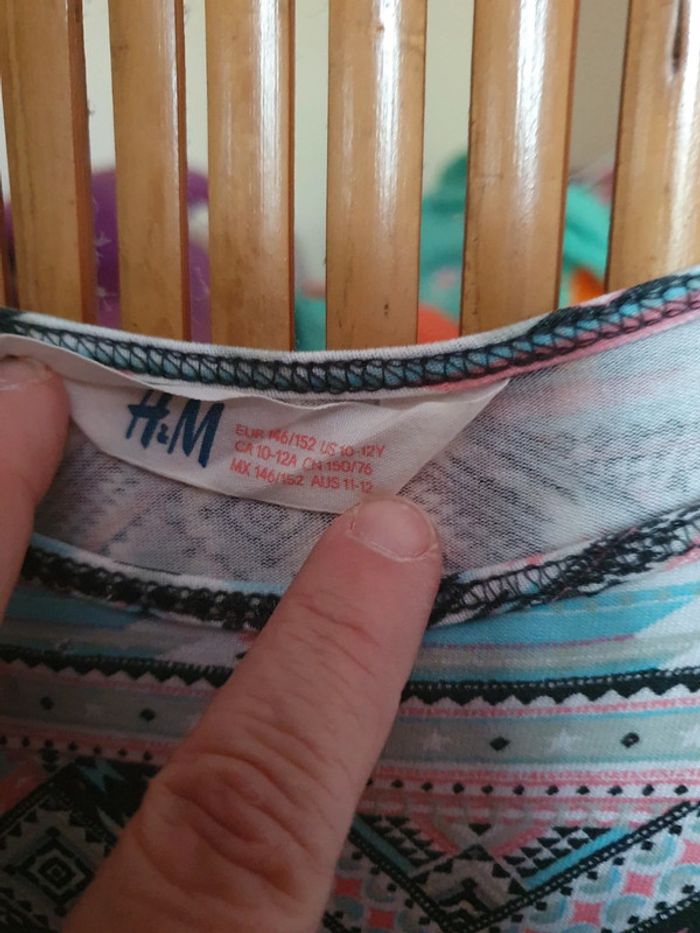 H&M
EUR 146/152 US 10-12Y
CA 10-12A CN 150/76
MX 146/152 AUS 11-12